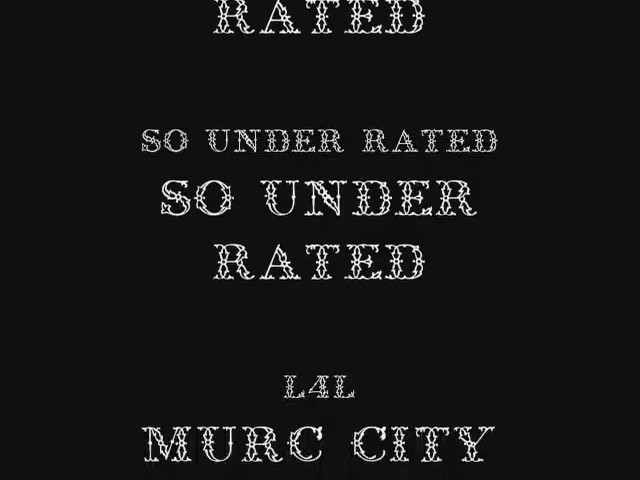 RATED
SO UNDER RATED
SO UNDER
RATED
L4L
MURC CITY